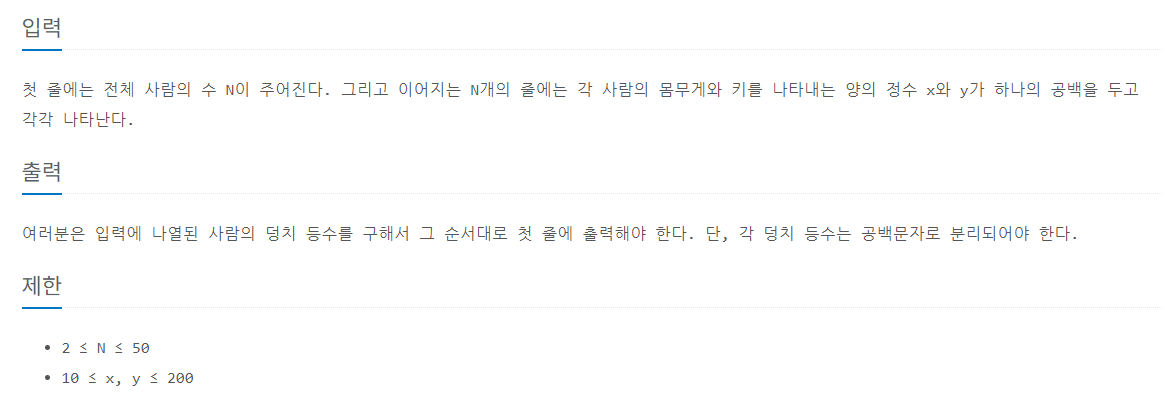 입력
첫 줄에는 전체 사람의 수 N이 주어진다. 그리고 이어지는 N개의 줄에는 각 사람의 몸무게와 키를 나타내는 양의 정수 x와 y가 하나의 공백을 두고
각각 나타난다.
출력
여러분은 입력에 나열된 사람의 덩치 등수를 구해서 그 순서대로 첫 줄에 출력해야 한다. 단, 각 덩치 등수는 공백문자로 분리되어야 한다.
제한
• 2 ≤ N ≤ 50
• 10 ≤ x, y ≤ 200